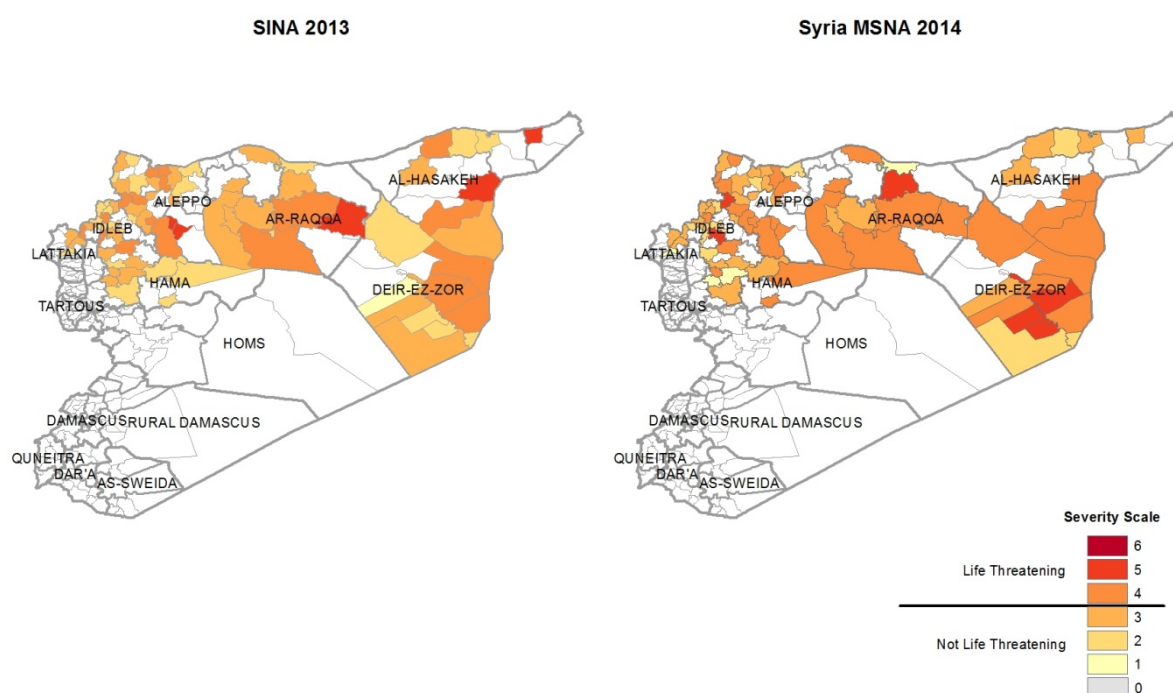 SINA 2013
Syria MSNA 2014
AL-HASAKEH
ALEPPO
AR-RAQQA
IDLEB
LATTAKIA
HAMA
DEIR-EZ-ZOR
TARTOUS
HOMS
DAMASCUS
RURAL DAMASCUS
QUNEITRA
DAR'A
AS-SWEIDA
AL-HASAKEH
ALEPPO
AR-RAQQA
IDLEB
LATTAKIA
HAMA
DEIR-EZ-ZOR
TARTOUS
HOMS
DAMASCUS
RURAL DAMASCUS
QUNEITRA
DAR'A
AS-SWEIDA
Severity Scale
6
Life Threatening
5
4
3
Not Life Threatening
2
1
0